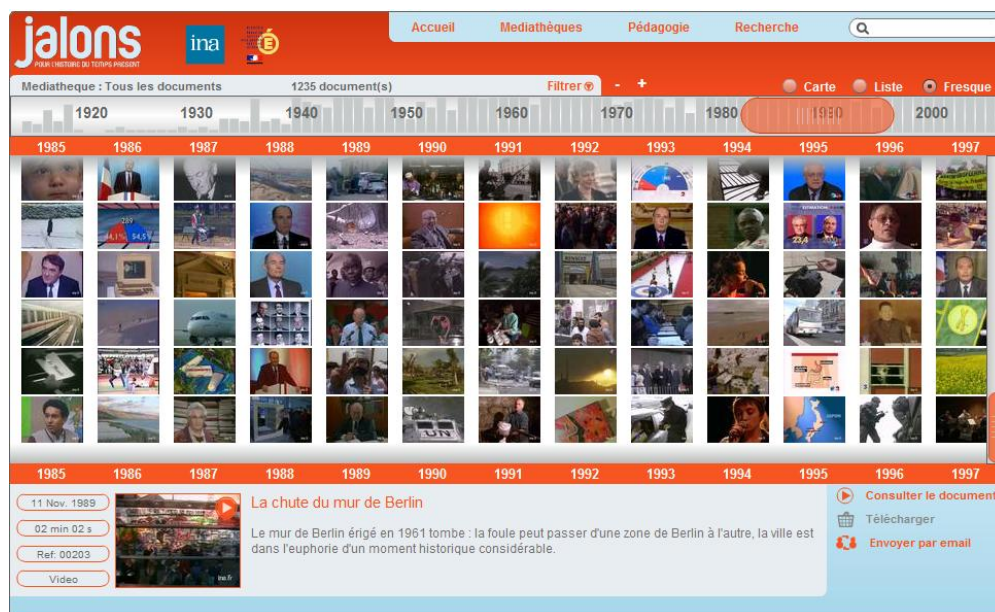 jalons
POUR L'HISTOIRE DU TEMPS PRESENT
ina
Accueil Mediathèques Pédagogie Recherche
Mediatheque : Tous les documents 1235 document(s) Filtrer - +
Carte Liste Fresque
1920 1930 1940 1950 1960 1970 1980 1990 2000
1985 1986 1987 1988 1989 1990 1991 1992 1993 1994 1995 1996 1997
UN
1985 1986 1987 1988 1989 1990 1991 1992 1993 1994 1995 1996 1997
11 Nov. 1989
02 min 02 s
Ref: 00203
Video
ina.fr
La chute du mur de Berlin
Le mur de Berlin érigé en 1961 tombe : la foule peut passer d'une zone de Berlin à l'autre, la ville est
dans l'euphorie d'un moment historique considérable.
Consulter le document
Télécharger
Envoyer par email